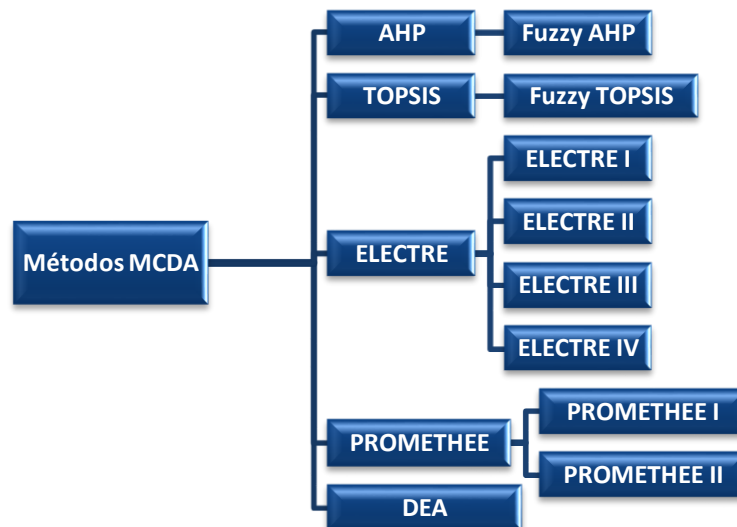 AHP
Fuzzy AHP
TOPSIS
Fuzzy TOPSIS
ELECTRE I
ELECTRE II
Métodos MCDA
ELECTRE
ELECTRE III
ELECTRE IV
PROMETHEE I
PROMETHEE
PROMETHEE II
DEA